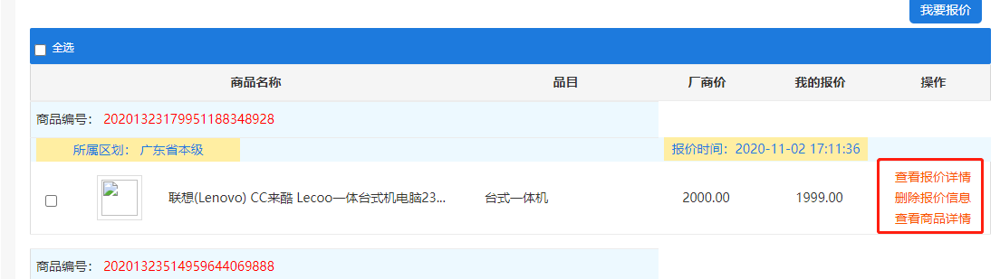 我要报价
全选
商品名称 品目 厂商价 我的报价 操作
商品编号： 20201323179951188348928
所属区划： 广东省本级 报价时间：2020-11-02 17:11:36
查看报价详情
联想(Lenovo) CC来酷 Lecoo一体台式机电脑23... 台式一体机 2000.00 1999.00 删除报价信息
查看商品详情
商品编号： 20201323514959644069888